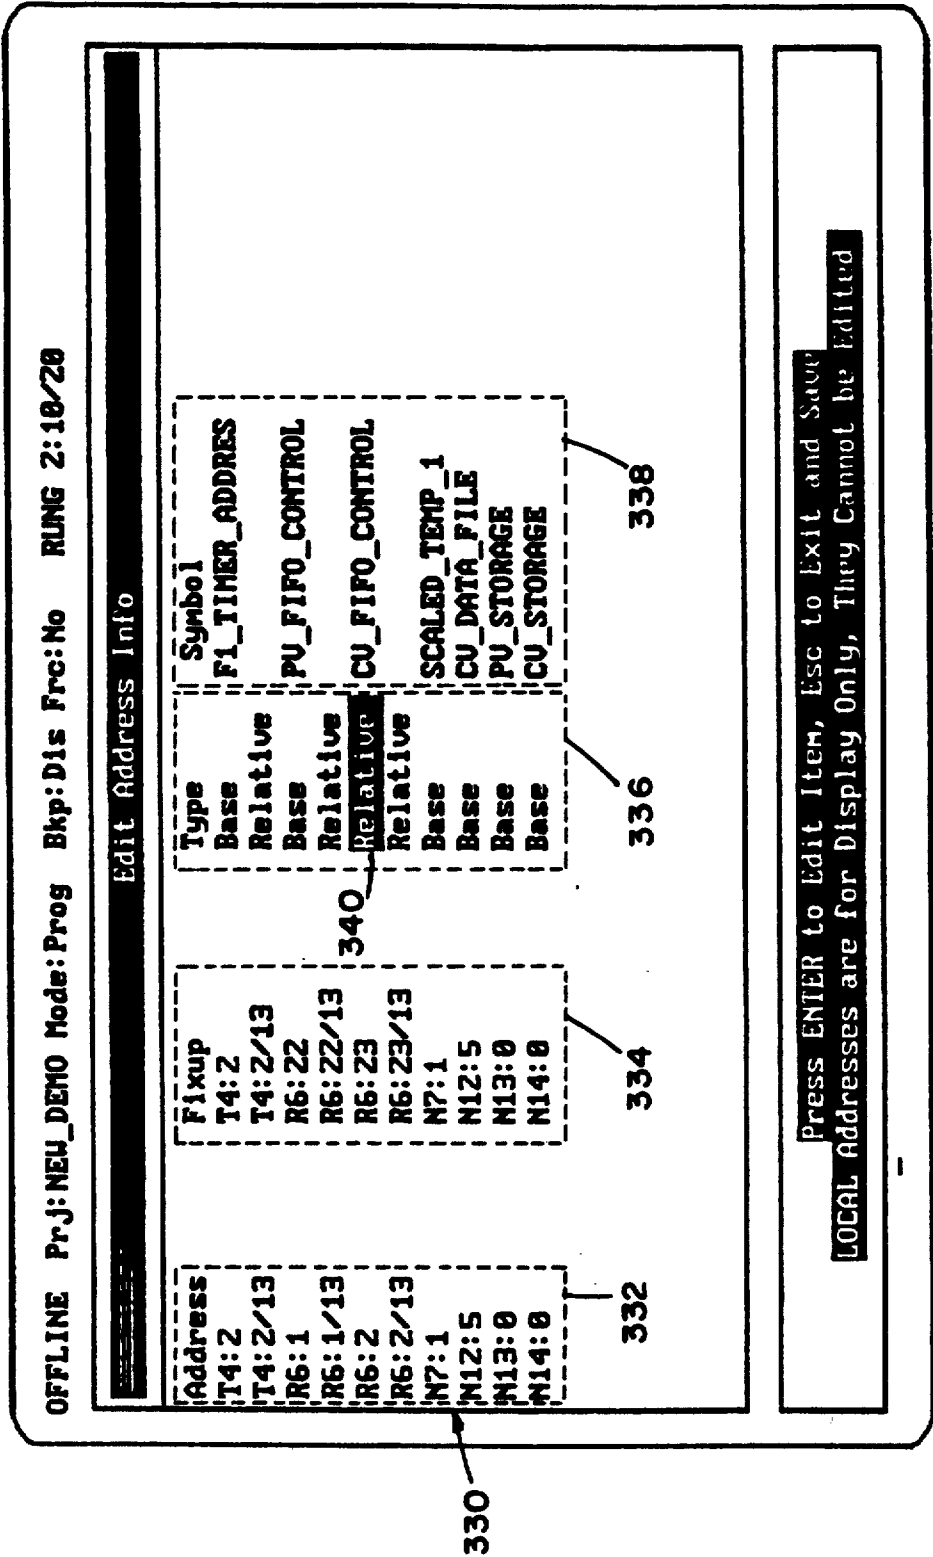 OFFLINE Prj:NEW_DEMO Mode:Prog Bkp:Dis Frc:No RUNG 2:10/20
Edit Address Info
Address Fixup Type Symbol
T4:2 T4:2 Base F1_TIMER_ADDRES
T4:2/13 T4:2/13 Relative
R6:1 R6:22 Base PV_FIFO_CONTROL
R6:1/13 R6:22/13 Relative
R6:2 R6:23 340 Relative CV_FIFO_CONTROL
R6:2/13 R6:23/13 Relative
N7:1 N7:1 Base SCALED_TEMP_1
N12:5 N12:5 Base CV_DATA_FILE
N13:0 N13:0 Base PV_STORAGE
N14:0 N14:0 Base CV_STORAGE
330 332 334 336 338
Press ENTER to Edit Item, Esc to Exit and Save
LOCAL Addresses are for Display Only, They Cannot be Edited